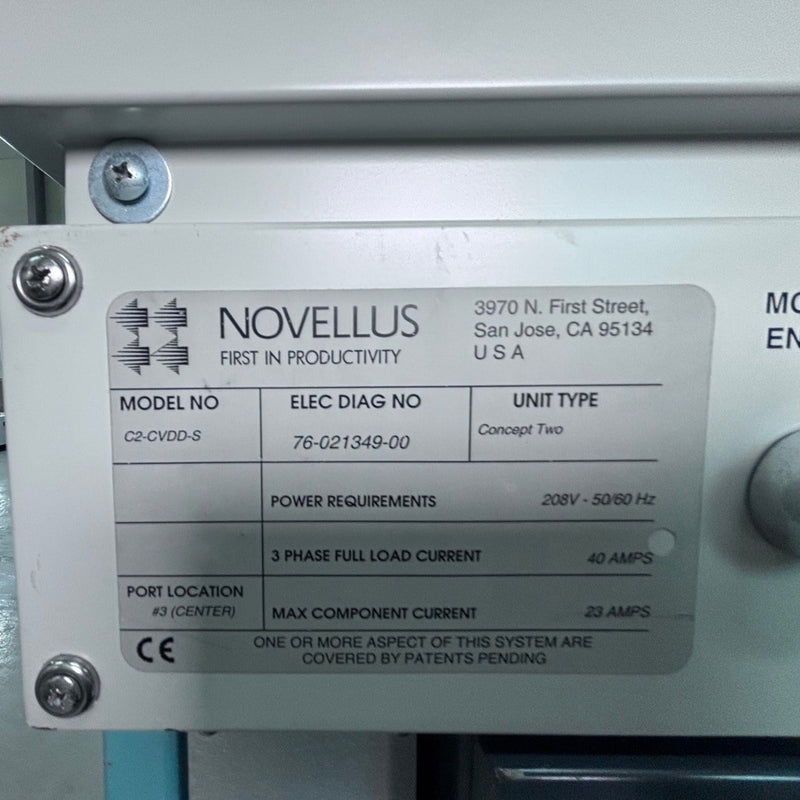 NOVELLUS
FIRST IN PRODUCTIVITY
3970 N. First Street,
San Jose, CA 95134
U S A
MODEL NO
C2-CVDD-S
ELEC DIAG NO
76-021349-00
UNIT TYPE
Concept Two
POWER REQUIREMENTS 208V - 50/60 Hz
3 PHASE FULL LOAD CURRENT 40 AMPS
PORT LOCATION
#3 (CENTER)
MAX COMPONENT CURRENT 23 AMPS
CE
ONE OR MORE ASPECT OF THIS SYSTEM ARE
COVERED BY PATENTS PENDING